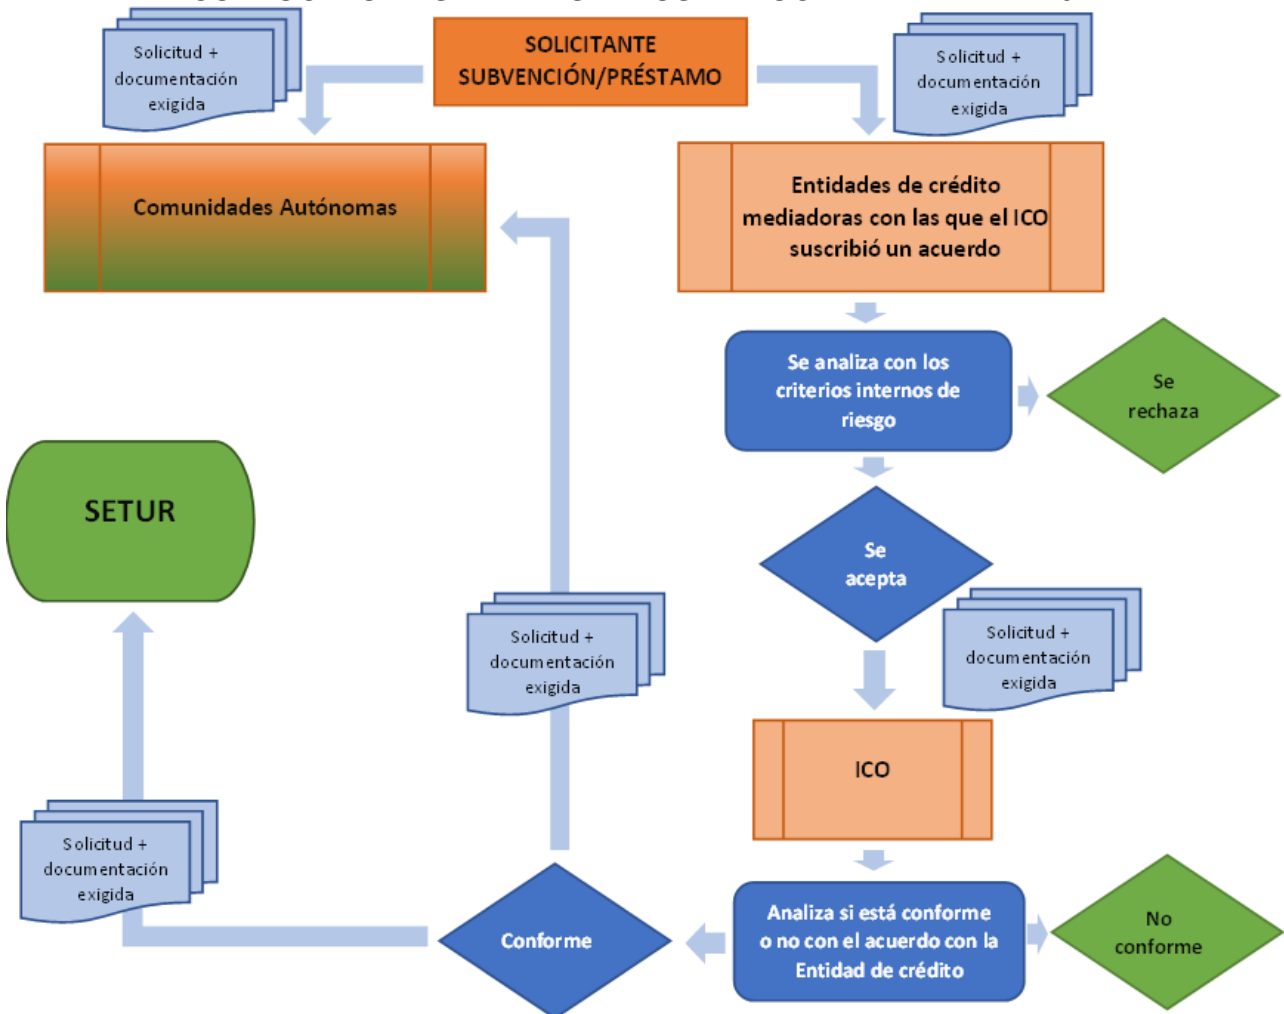 Solicitud +
documentación
exigida
SOLICITANTE
SUBVENCIÓN/PRÉSTAMO
Solicitud +
documentación
exigida
Comunidades Autónomas
Entidades de crédito
mediadoras con las que el ICO
suscribió un acuerdo
Se analiza con los
criterios internos de
riesgo
Se
rechaza
SETUR
Se
acepta
Solicitud +
documentación
exigida
Solicitud +
documentación
exigida
ICO
Solicitud +
documentación
exigida
Conforme
Analiza si está conforme
o no con el acuerdo con la
Entidad de crédito
No
conforme